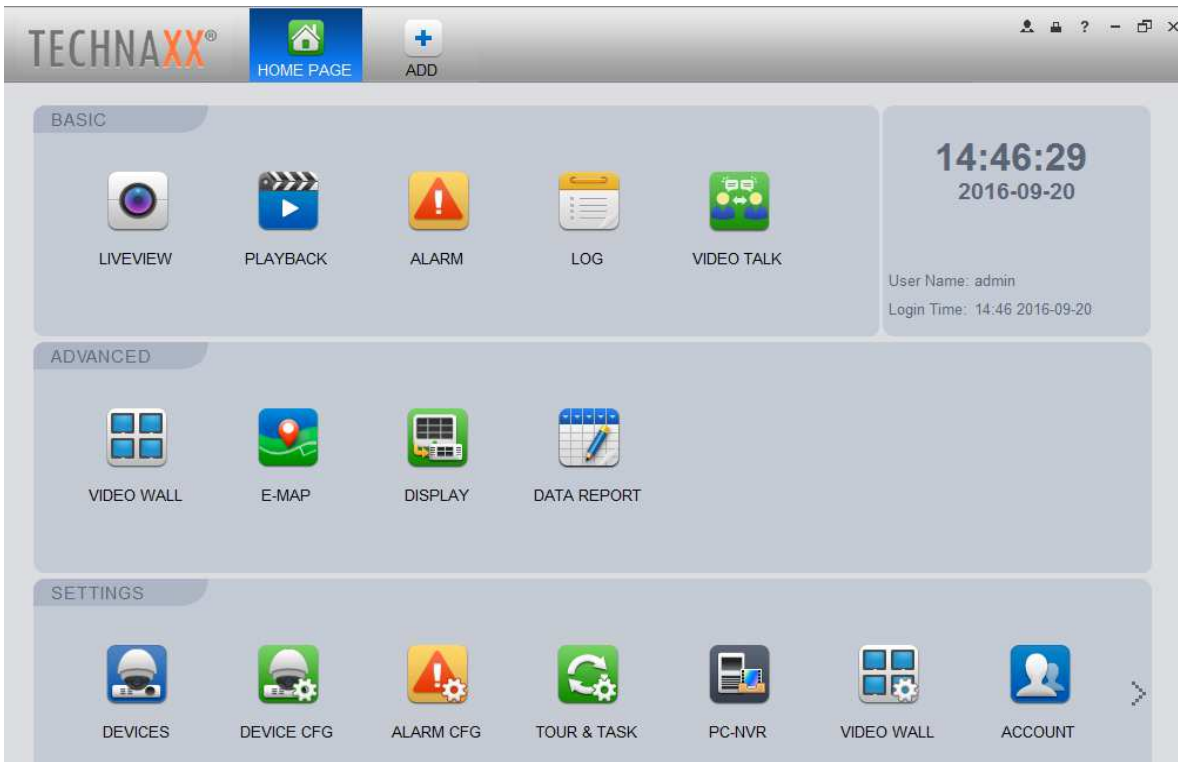 TECHNAXX®
HOME PAGE
ADD
?
BASIC
LIVEVIEW
PLAYBACK
ALARM
LOG
VIDEO TALK
14:46:29
2016-09-20
User Name: admin
Login Time: 14:46 2016-09-20
ADVANCED
VIDEO WALL
E-MAP
DISPLAY
DATA REPORT
SETTINGS
DEVICES
DEVICE CFG
ALARM CFG
TOUR & TASK
PC-NVR
VIDEO WALL
ACCOUNT